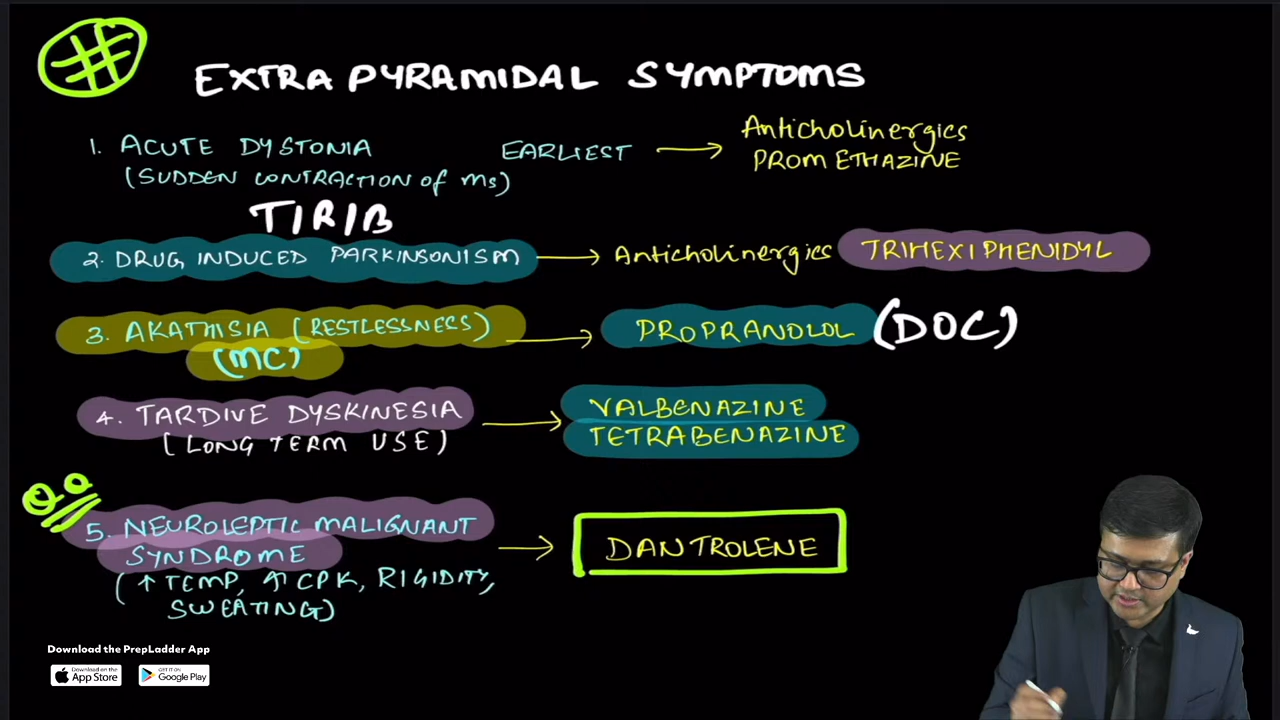 EXTRA PYRAMIDAL SYMPTOMS
1. ACUTE DYSTONIA EARLIEST → Anticholinergics
PROMETHAZINE
(SUDDEN CONTRACTION of ms)
T/R/B
2. DRUG INDUCED PARKINSONISM → Anticholinergics TRIHEXIPHENIDYL
3. AKATHISIA (RESTLESSNESS) → PROPRANOLOL (DOC)
(MC)
4. TARDIVE DYSKINESIA → VALBENAZINE
(LONG TERM USE) TETRABENAZINE
5. NEUROLEPTIC MALIGNANT
SYNDROME → DANTROLENE
(↑ TEMP, ↑ CPK, RIGIDITY,
SWEATING)
Download the PrepLadder App
Download on the App Store
GET IT ON Google Play